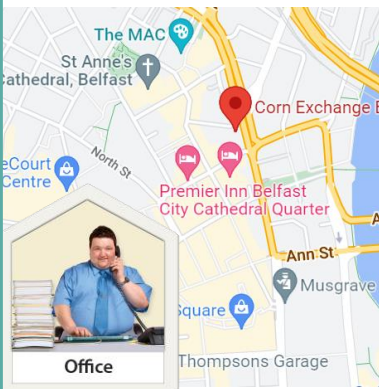 The MAC
St Anne's
Cathedral, Belfast
Corn Exchange B
North St
eCourt
Centre
Premier Inn Belfast
City Cathedral Quarter
Ann St
Musgrave
Square
Thompsons Garage
Office